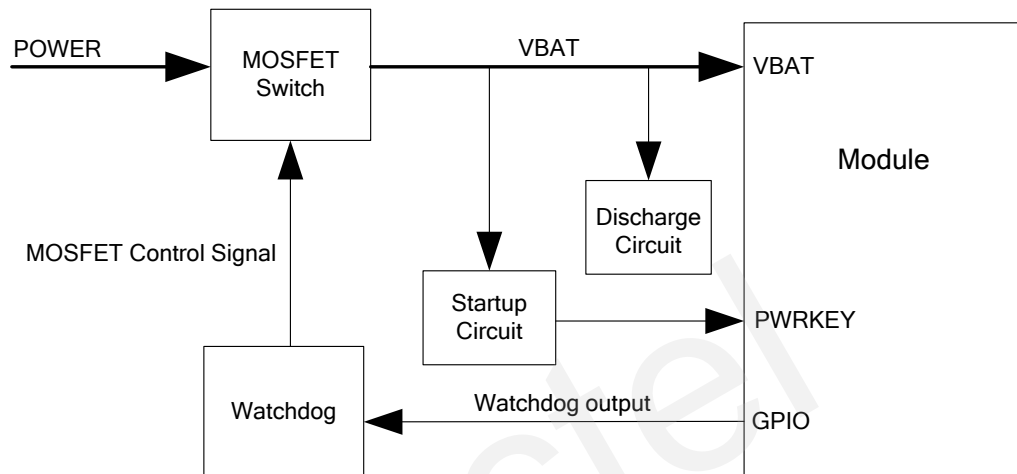 POWER
MOSFET
Switch
VBAT
VBAT
Module
Discharge
Circuit
MOSFET Control Signal
Startup
Circuit
PWRKEY
Watchdog
Watchdog output
GPIO